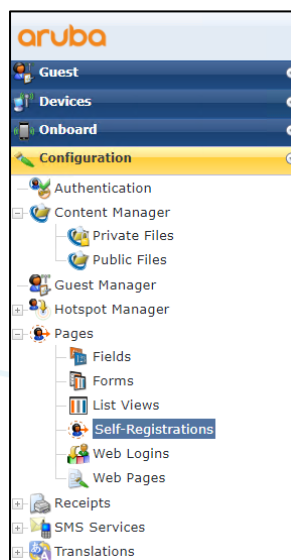 aruba
Guest
Devices
Onboard
Configuration
Authentication
Content Manager
Private Files
Public Files
Guest Manager
Hotspot Manager
Pages
Fields
Forms
List Views
Self-Registrations
Web Logins
Web Pages
Receipts
SMS Services
Translations